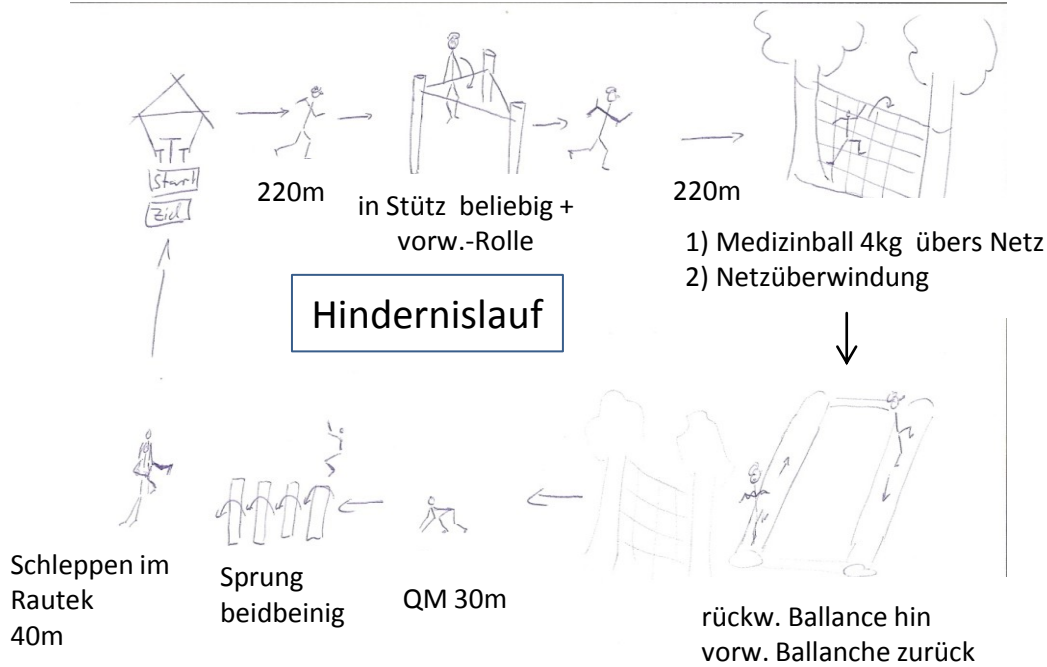 Start
Ziel
220m
in Stütz beliebig +
vorw.-Rolle
220m
1) Medizinball 4kg übers Netz
2) Netzüberwindung
Hindernislauf
rückw. Ballance hin
vorw. Ballanche zurück
QM 30m
Sprung
beidbeinig
Schleppen im
Rautek
40m